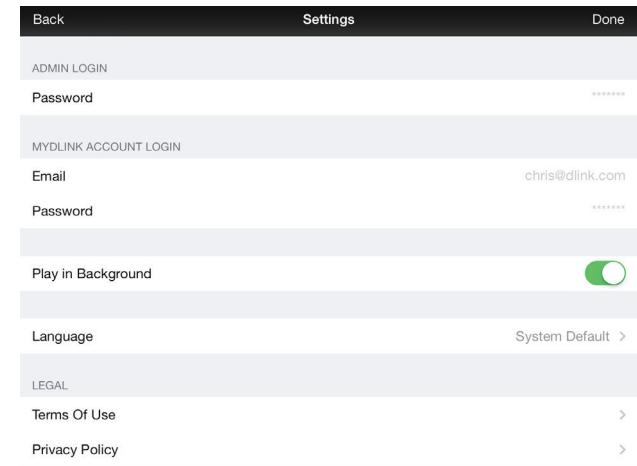 Back Settings Done
ADMIN LOGIN
Password *******
MYDLINK ACCOUNT LOGIN
Email chris@dlink.com
Password *******
Play in Background
Language System Default >
LEGAL
Terms Of Use >
Privacy Policy >